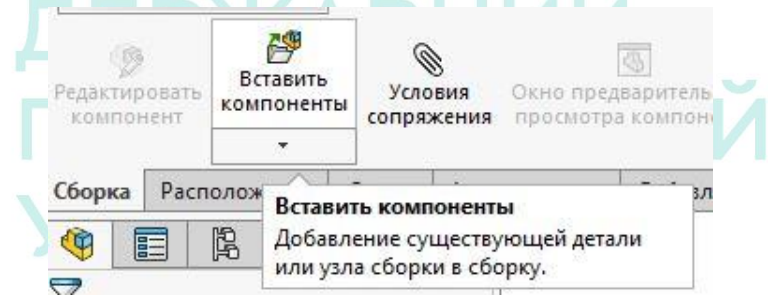 Редактировать
компонент
Вставить
компоненты
Условия
сопряжения
Окно предваритель
просмотра компон
Сборка Располож
Вставить компоненты
Добавление существующей детали
или узла сборки в сборку.